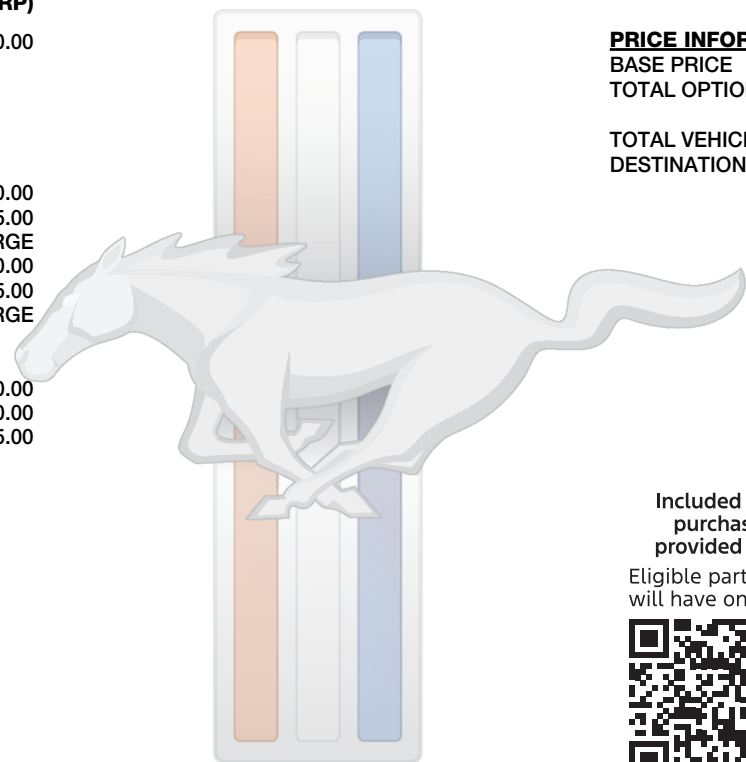 RP)
0.00
0.00
5.00
RGE
0.00
5.00
RGE
0.00
0.00
5.00
PRICE INFOR
BASE PRICE
TOTAL OPTIO
TOTAL VEHICL
DESTINATION
Included
purchas
provided
Eligible part
will have on